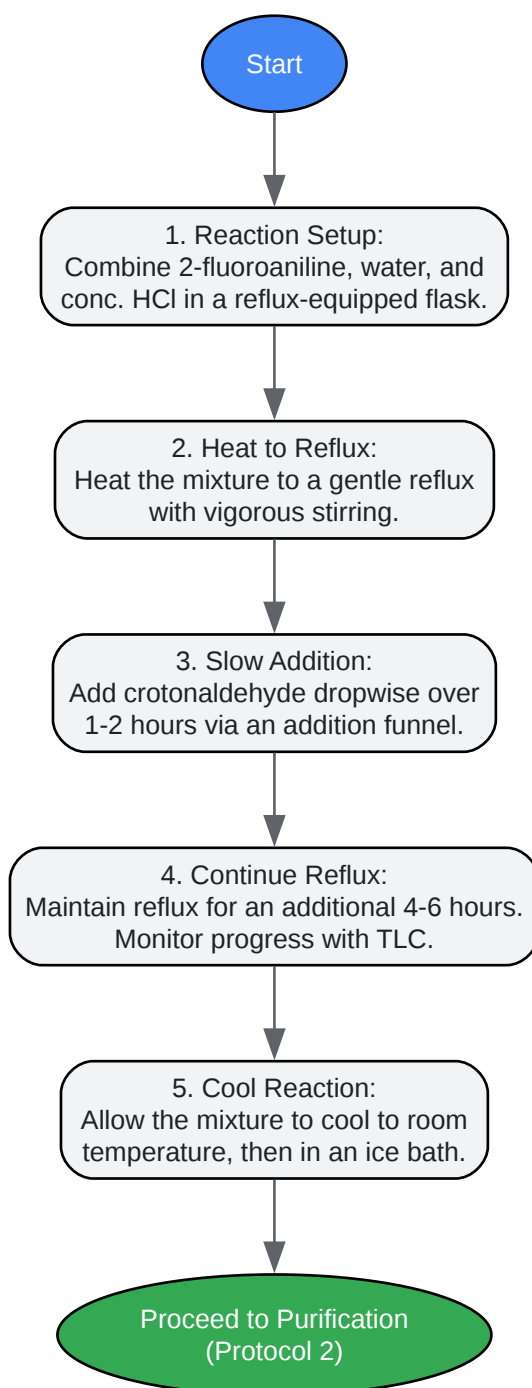 Start
1. Reaction Setup:
Combine 2-fluoroaniline, water, and
conc. HCl in a reflux-equipped flask.
2. Heat to Reflux:
Heat the mixture to a gentle reflux
with vigorous stirring.
3. Slow Addition:
Add crotonaldehyde dropwise over
1-2 hours via an addition funnel.
4. Continue Reflux:
Maintain reflux for an additional 4-6 hours.
Monitor progress with TLC.
5. Cool Reaction:
Allow the mixture to cool to room
temperature, then in an ice bath.
Proceed to Purification
(Protocol 2)